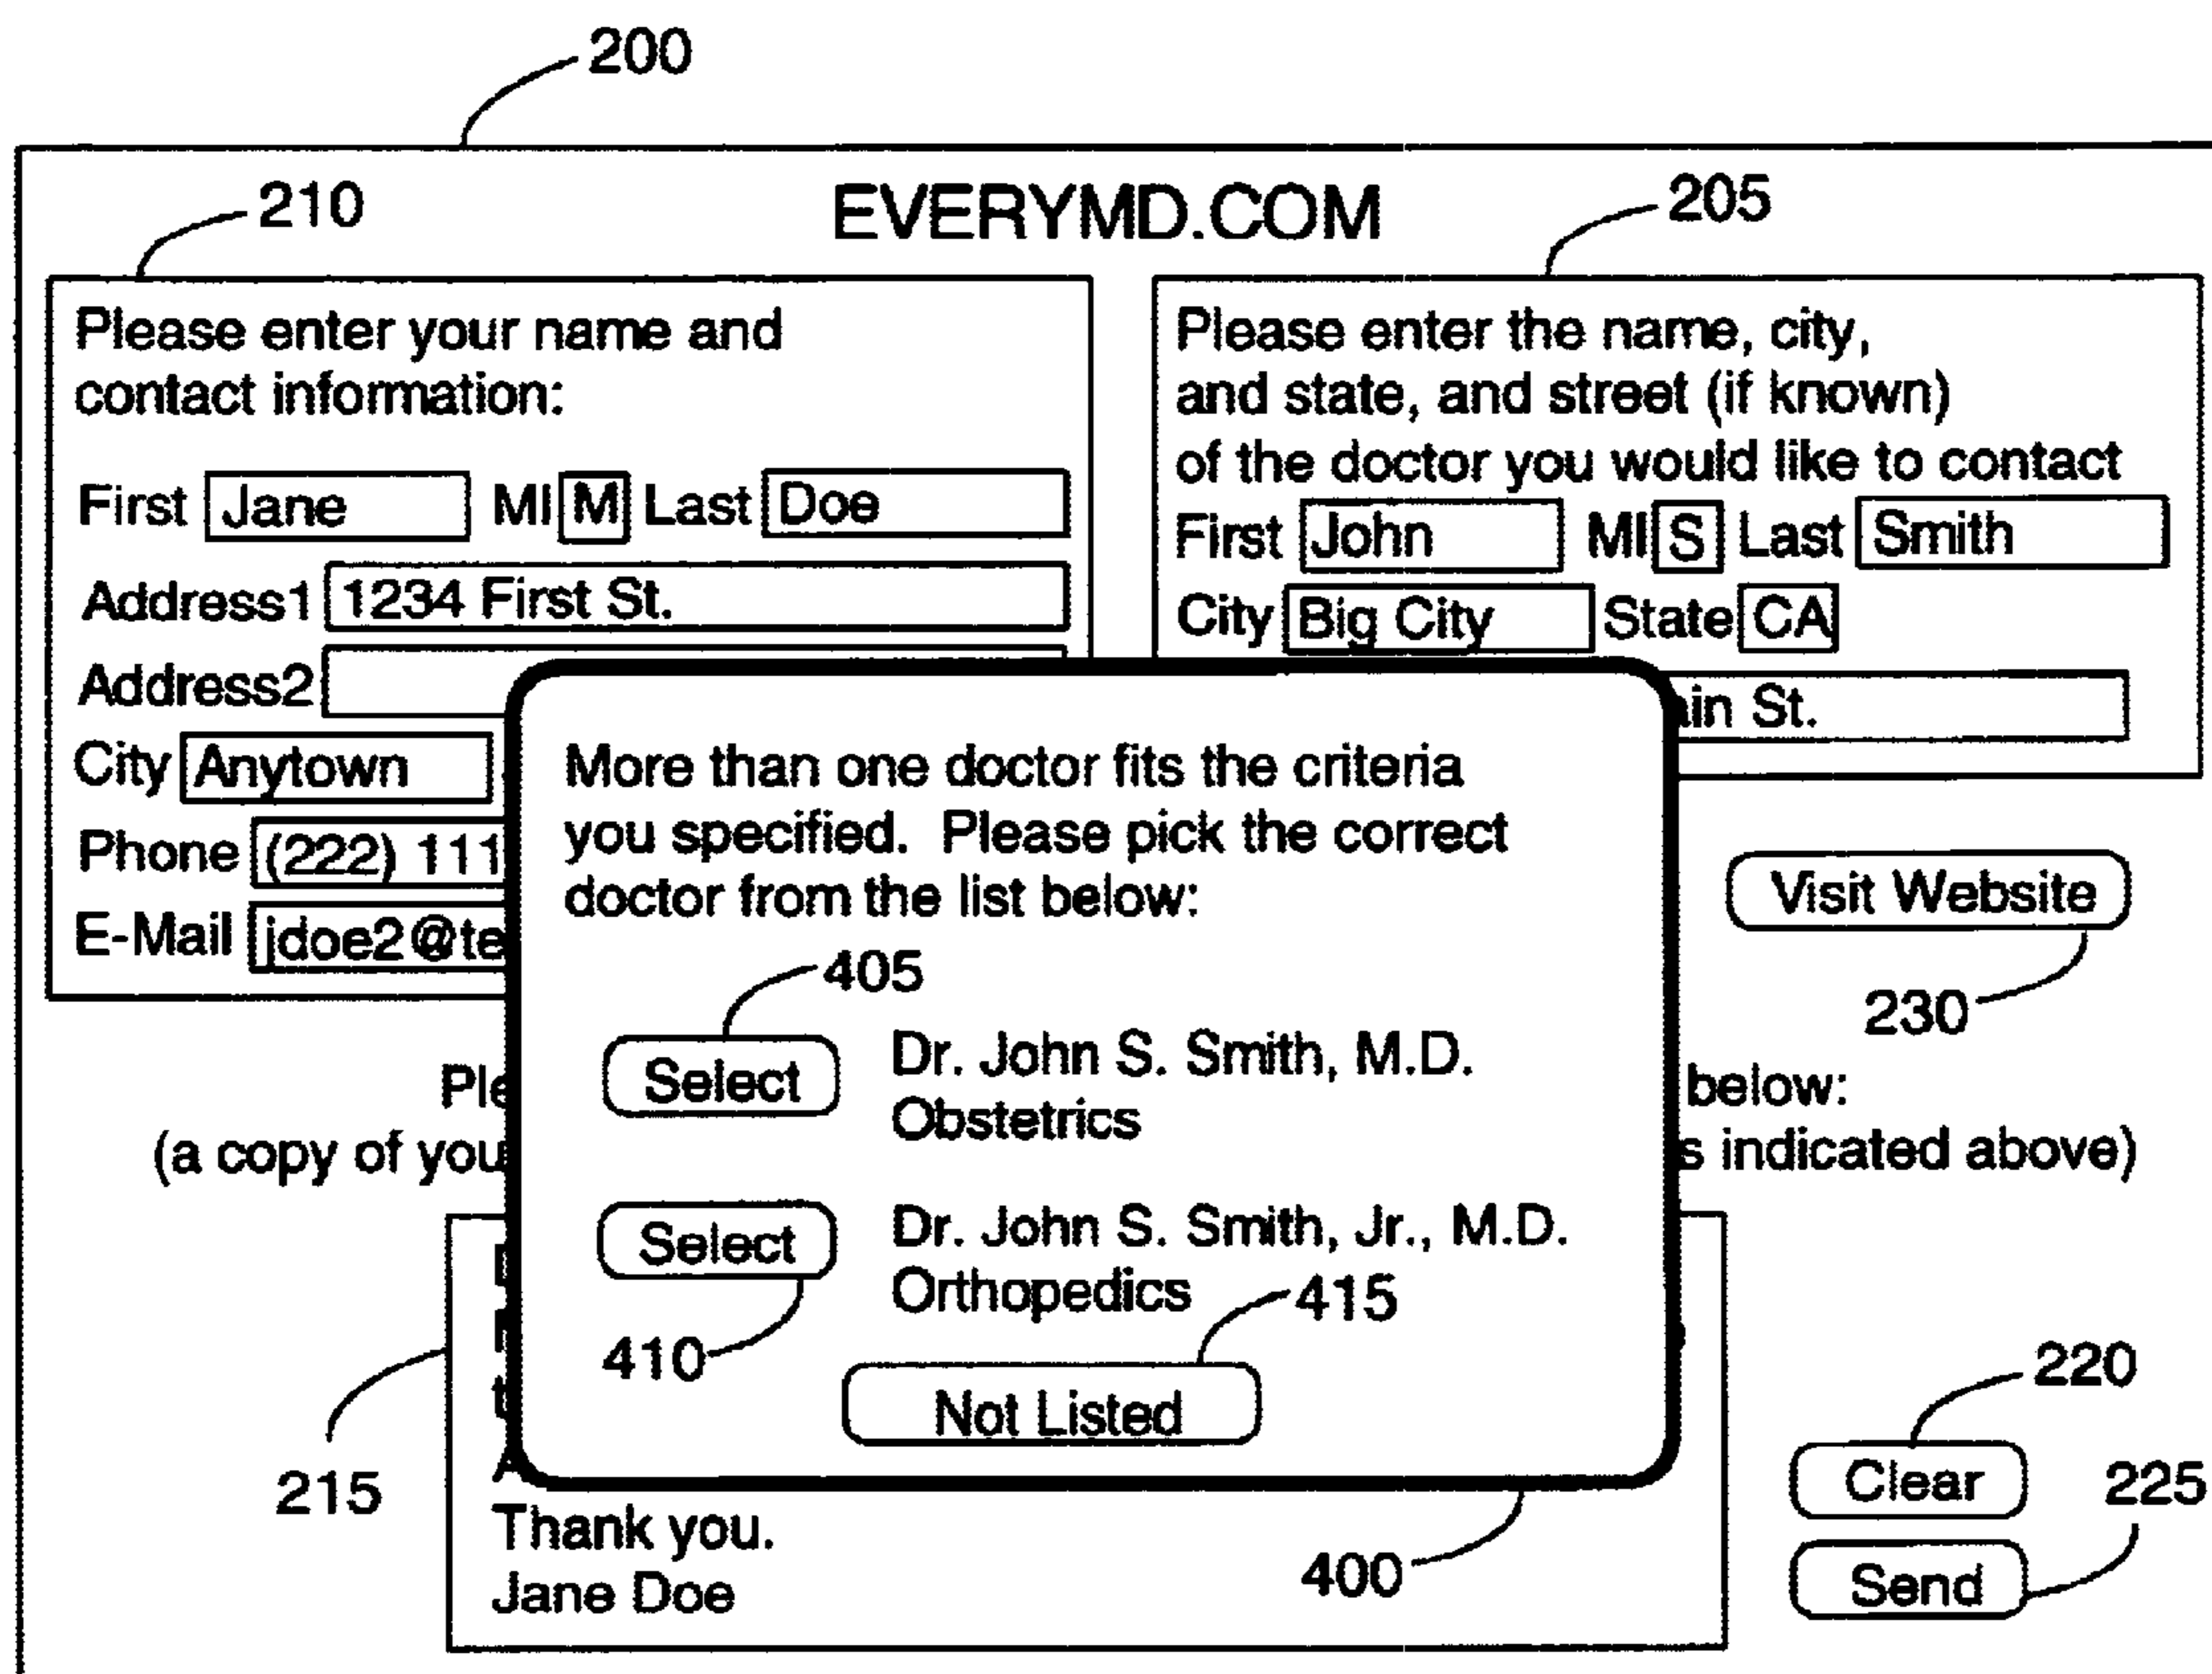 200
EVERYMD.COM
210
205
Please enter your name and
contact information:
First Jane MI M Last Doe
Address1 1234 First St.
Address2
City Anytown
Phone (222) 111
E-Mail jdoe2@te
Please enter the name, city,
and state, and street (if known)
of the doctor you would like to contact
First John MI S Last Smith
City Big City State CA
St.
More than one doctor fits the criteria
you specified. Please pick the correct
doctor from the list below:
405
Select Dr. John S. Smith, M.D.
Obstetrics
Select Dr. John S. Smith, Jr., M.D.
Orthopedics
410
415
Not Listed
400
Visit Website
230
below:
(a copy of you
indicated above)
215
Thank you.
Jane Doe
220
Clear
225
Send